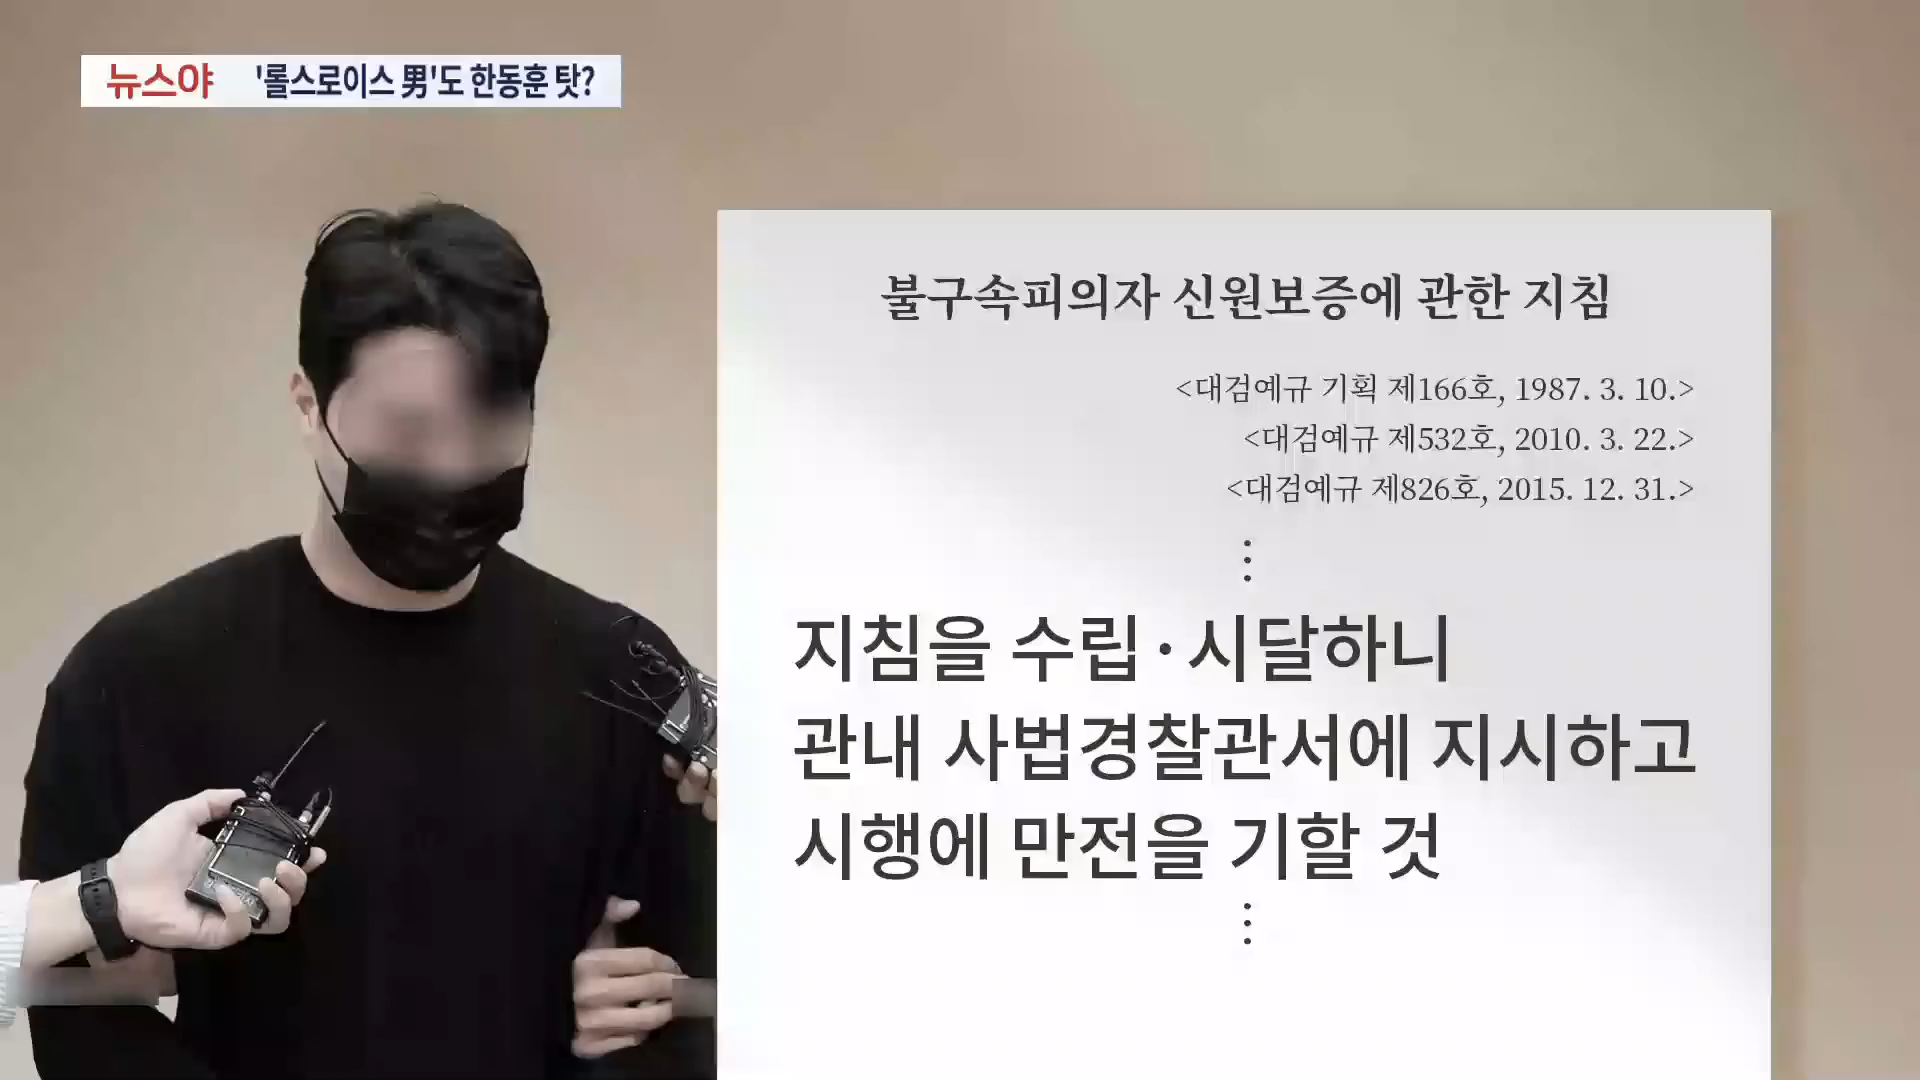 뉴스야 '롤스로이스 男'도 한동훈 탓?
불구속피의자 신원보증에 관한 지침
<대검예규 기획 제166호, 1987. 3. 10.>
<대검예규 제532호, 2010. 3. 22.>
<대검예규 제826호, 2015. 12. 31.>
지침을 수립·시달하니
관내 사법경찰관서에 지시하고
시행에 만전을 기할 것